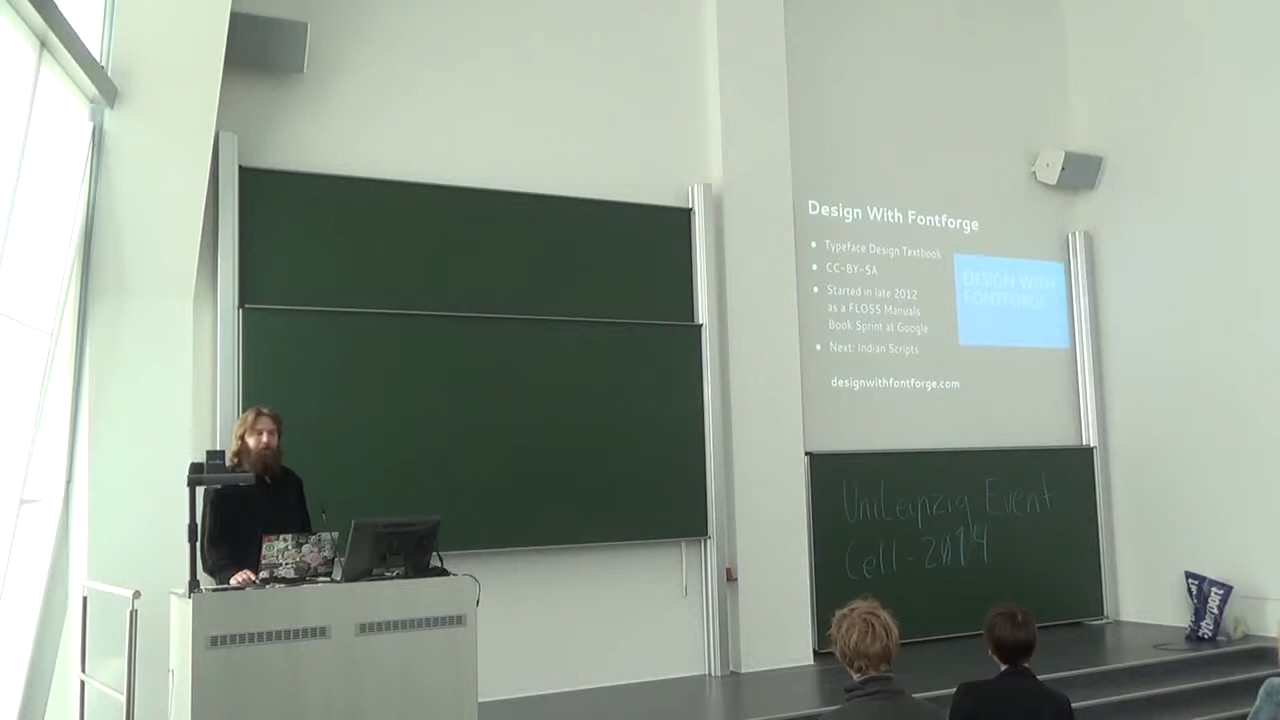 Design With Fontforge
• Typeface Design Textbook
• CC-BY-SA
• Started in late 2012
as a FLOSS Manuals
Book Sprint at Google
• Next: Indian Scripts
designwithfontforge.com
DESIGN WITH
FONTFORGE
UniLeipzig Event
Cell-2014
cyberport